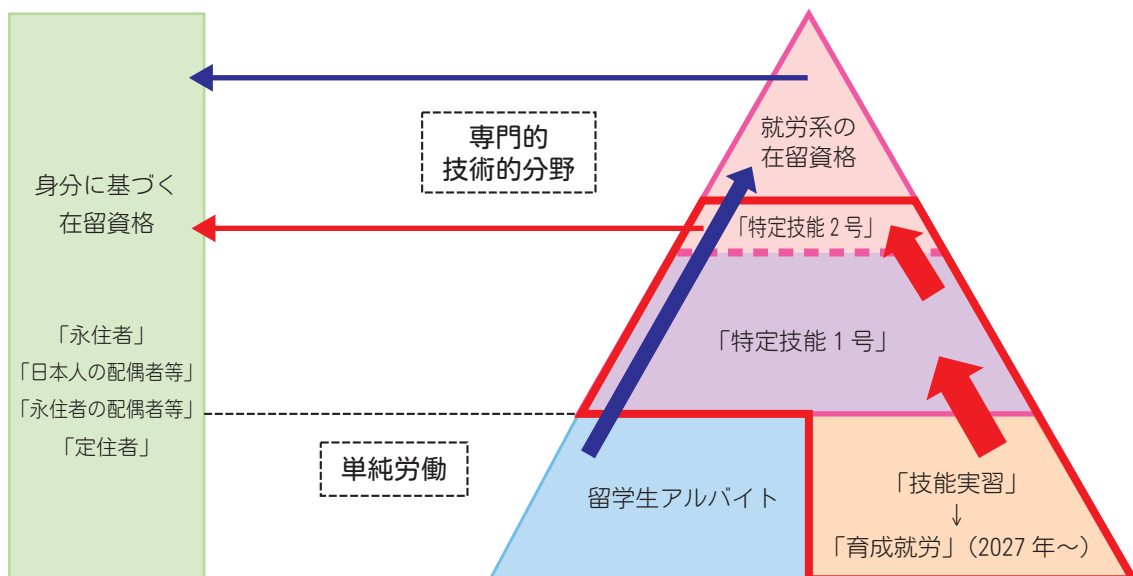 身分に基づく
在留資格
「永住者」
「日本人の配偶者等」
「永住者の配偶者等」
「定住者」
専門的
技術的分野
単純労働
就労系の
在留資格
「特定技能2号」
「特定技能1号」
留学生アルバイト
「技能実習」
↓
「育成就労」(2027年~)